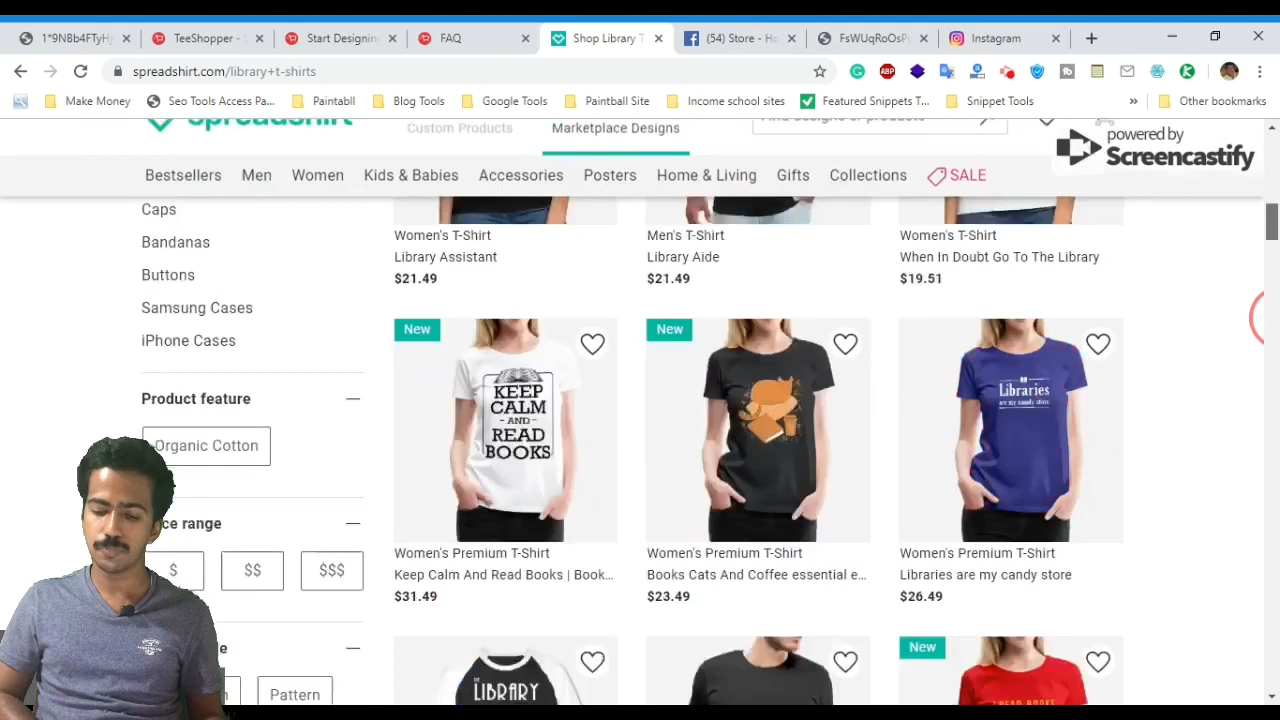 1*9N8b4FTyHj
TeeShopper -
Start Designing
FAQ
Shop Library T
(54) Store - Ho
FsWUqRoOsPu
Instagram
spreadshirt.com/library+t-shirts
Make Money
Seo Tools Access Pa...
Paintabll
Blog Tools
Google Tools
Paintball Site
Income school sites
Featured Snippets T...
Snippet Tools
Other bookmarks
Spreadshirt
Custom Products
Marketplace Designs
Find designs or products
powered by
Screencastify
Bestsellers
Men
Women
Kids & Babies
Accessories
Posters
Home & Living
Gifts
Collections
SALE
Caps
Bandanas
Buttons
Samsung Cases
iPhone Cases
Product feature
Organic Cotton
$
$$
$$$
Pattern
Women's T-Shirt
Library Assistant
$21.49
Men's T-Shirt
Library Aide
$21.49
Women's T-Shirt
When In Doubt Go To The Library
$19.51
New
KEEP
CALM
- AND -
READ
BOOKS
Women's Premium T-Shirt
Keep Calm And Read Books | Book...
$31.49
New
Women's Premium T-Shirt
Books Cats And Coffee essential e...
$23.49
Libraries
are my candy store
Women's Premium T-Shirt
Libraries are my candy store
$26.49
THE
LIBRARY
New
I READ BOOKS